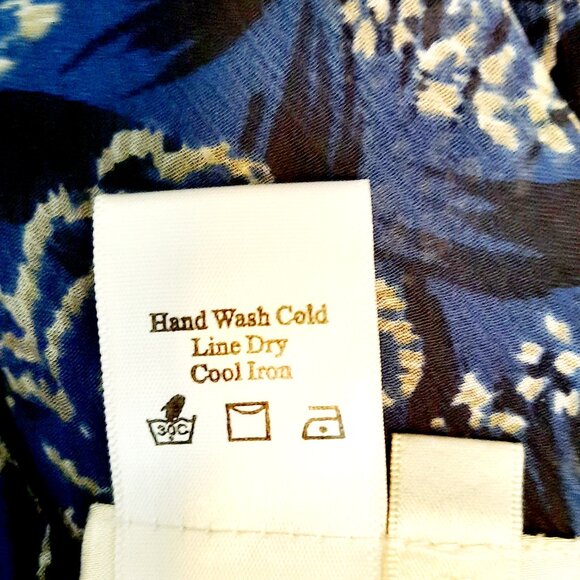 Hand Wash Cold
Line Dry
Cool Iron
30C